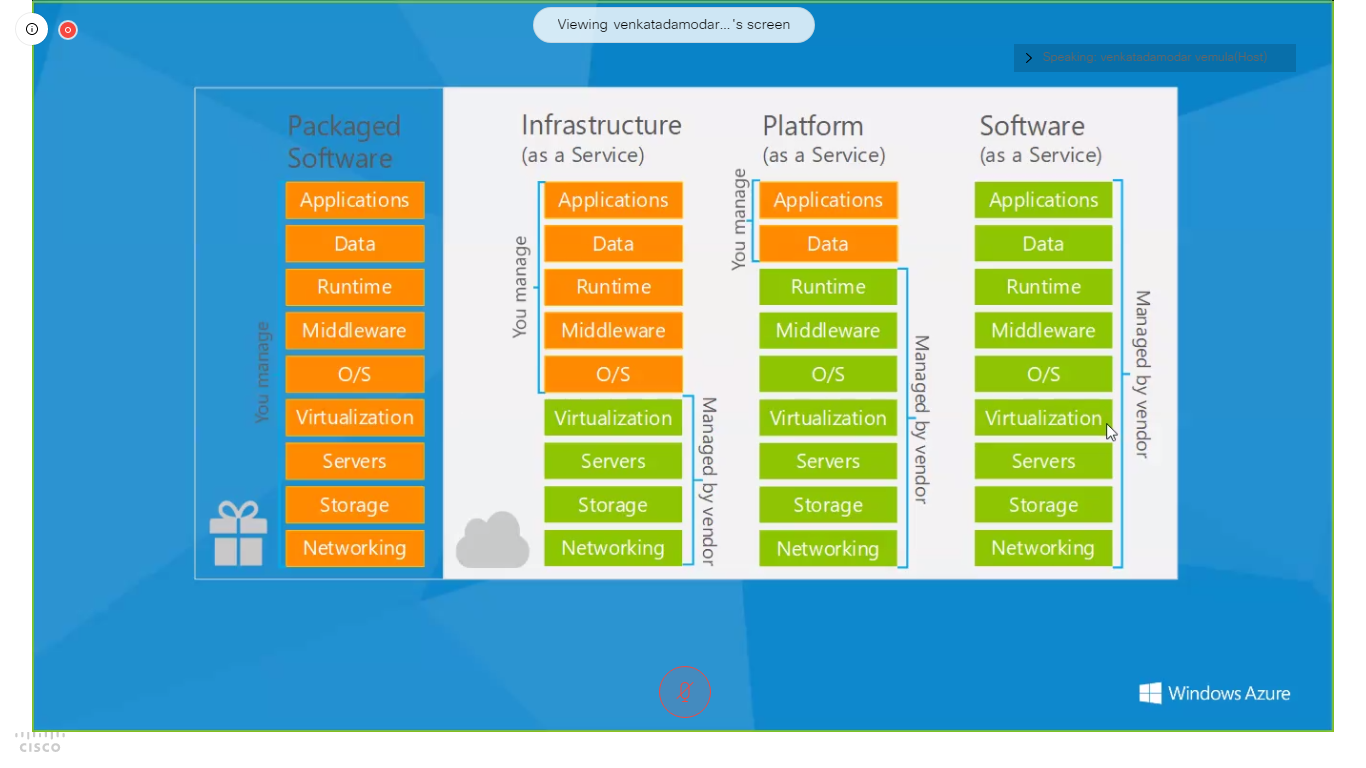 Viewing venkatadamodar...'s screen
Speaking: venkatadamodar vemula(Host)
Packaged
Software
You manage
Applications
Data
Runtime
Middleware
O/S
Virtualization
Servers
Storage
Networking
Infrastructure
(as a Service)
You manage
Applications
Data
Runtime
Middleware
O/S
Virtualization
Servers
Storage
Networking
Managed by vendor
Platform
(as a Service)
You manage
Applications
Data
Runtime
Middleware
O/S
Virtualization
Servers
Storage
Networking
Managed by vendor
Software
(as a Service)
Applications
Data
Runtime
Middleware
O/S
Virtualization
Servers
Storage
Networking
Managed by vendor
Windows Azure
CISCO